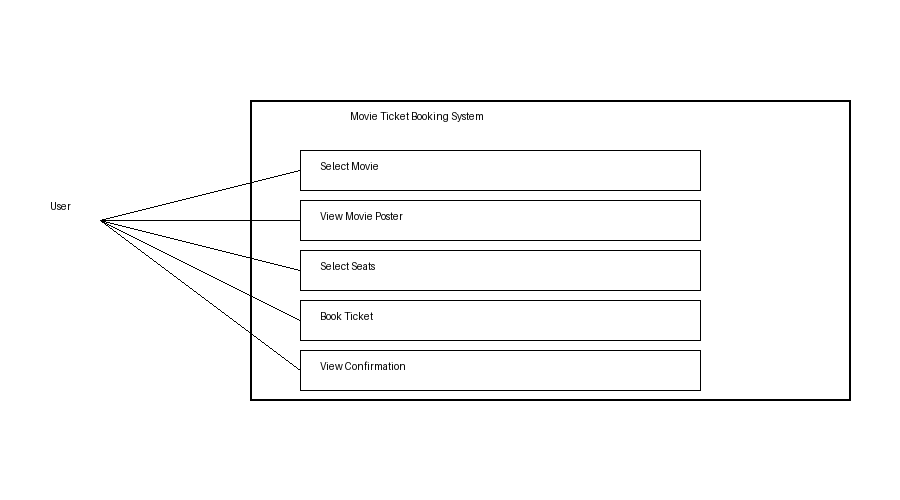 Movie Ticket Booking System
Select Movie
User
View Movie Poster
Select Seats
Book Ticket
View Confirmation